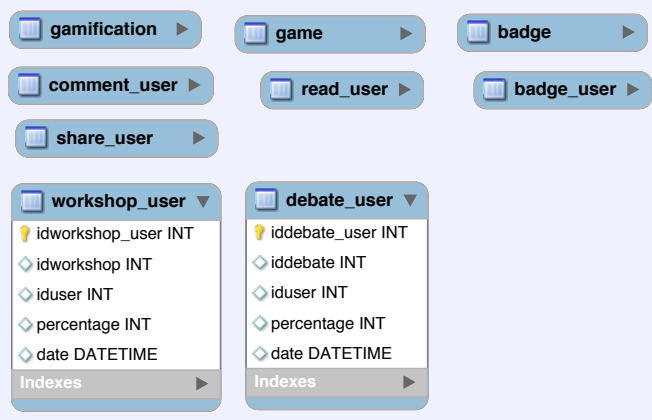 gamification
game
badge
comment_user
read_user
badge_user
share_user
workshop_user
idworkshop_user INT
idworkshop INT
iduser INT
percentage INT
date DATETIME
Indexes
debate_user
iddebate_user INT
iddebate INT
iduser INT
percentage INT
date DATETIME
Indexes